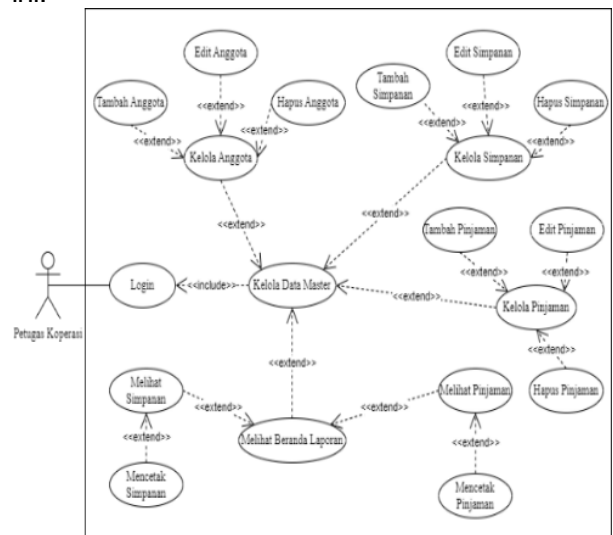 Edit Anggota
Tambah Anggota
Hapus Anggota
<<extend>>
<<extend>>
<<extend>>
Kelola Anggota
Edit Simpanan
Tambah
Simpanan
Hapus Simpanan
<<extend>>
<<extend>>
<<extend>>
Kelola Simpanan
<<extend>>
<<extend>>
Tambah Pinjaman
Edit Pinjaman
<<extend>>
<<extend>>
Petugas Koperasi
Login
<<include>>
Kelola Data Master
<<extend>>
Kelola Pinjaman
<<extend>>
Hapus Pinjaman
<<extend>>
Melihat
Simpanan
<<extend>>
<<extend>>
Melihat Pinjaman
Melihat Beranda Laporan
<<extend>>
<<extend>>
Mencetak
Simpanan
Mencetak
Pinjaman